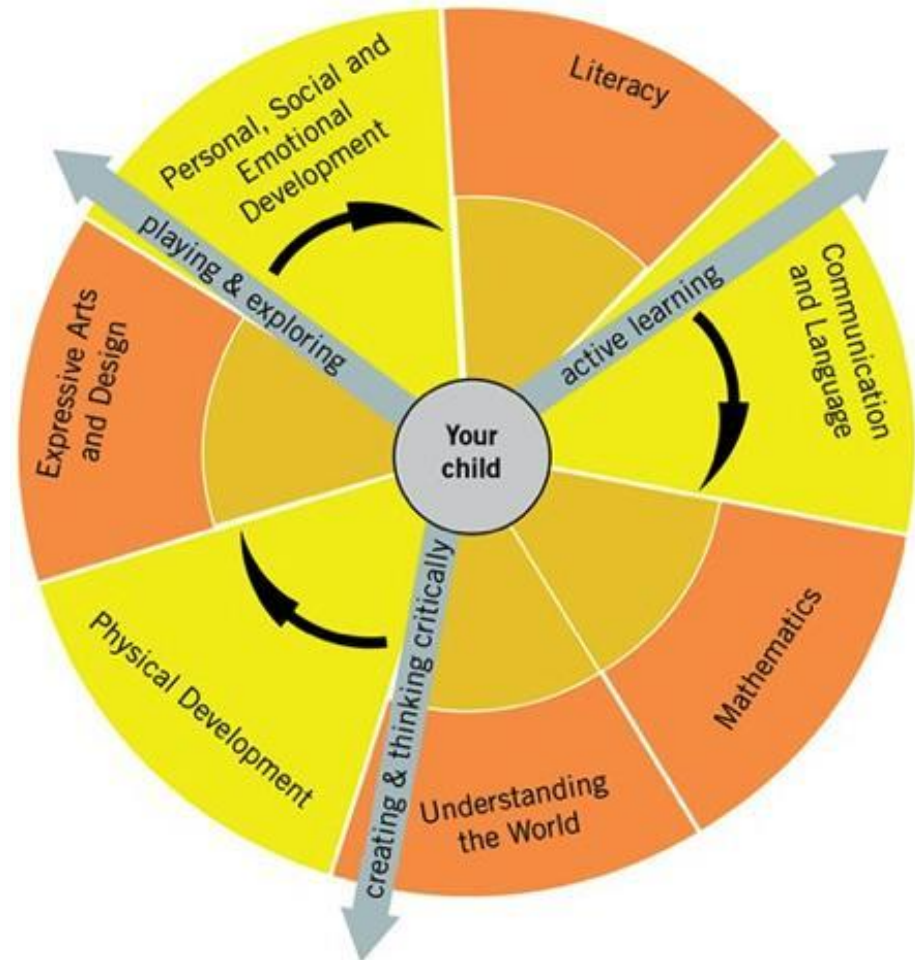 Personal, Social and
Emotional
Development
Literacy
playing & exploring
active learning
Communication
and Language
Expressive Arts
and Design
Your
child
Mathematics
Physical Development
creating & thinking critically
Understanding
the World